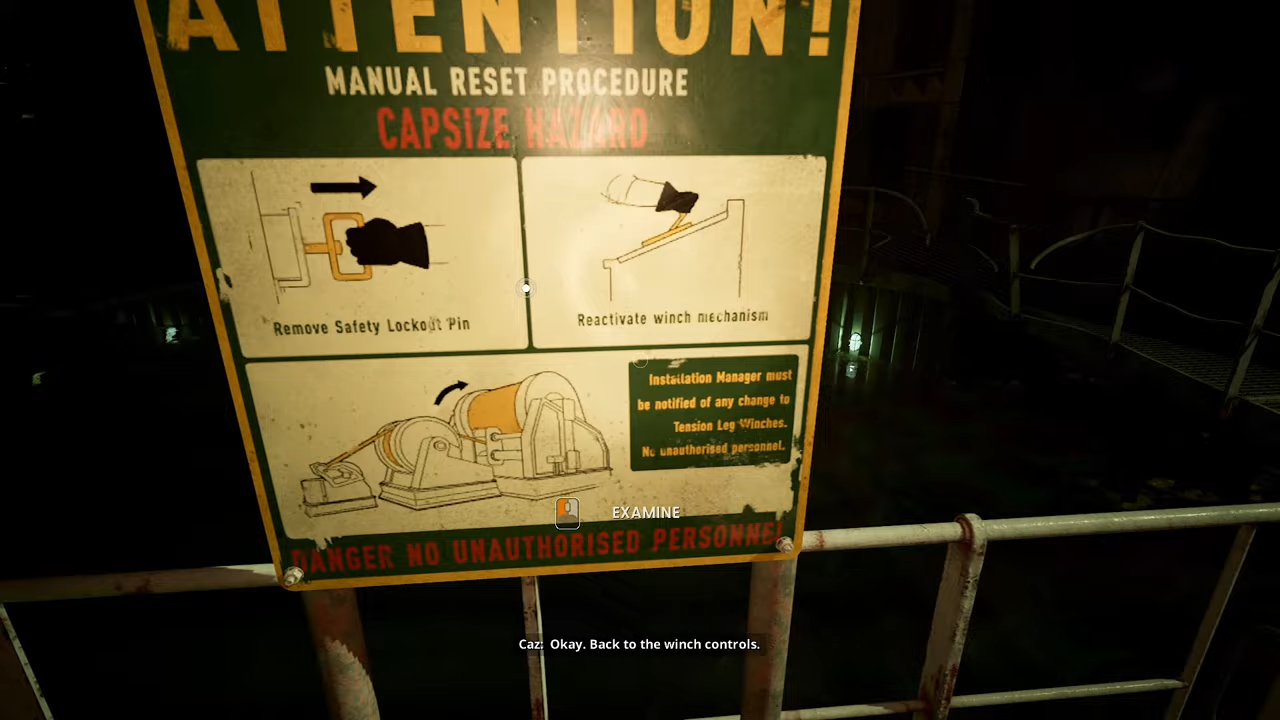 ATTENTION!
MANUAL RESET PROCEDURE
CAPSIZE HAZARD
Remove Safety Lockout Pin
Reactivate winch mechanism
Installation Manager must
be notified of any change to
Tension Leg Winches.
No unauthorised personnel.
EXAMINE
DANGER NO UNAUTHORISED PERSONNEL
Caz: Okay. Back to the winch controls.